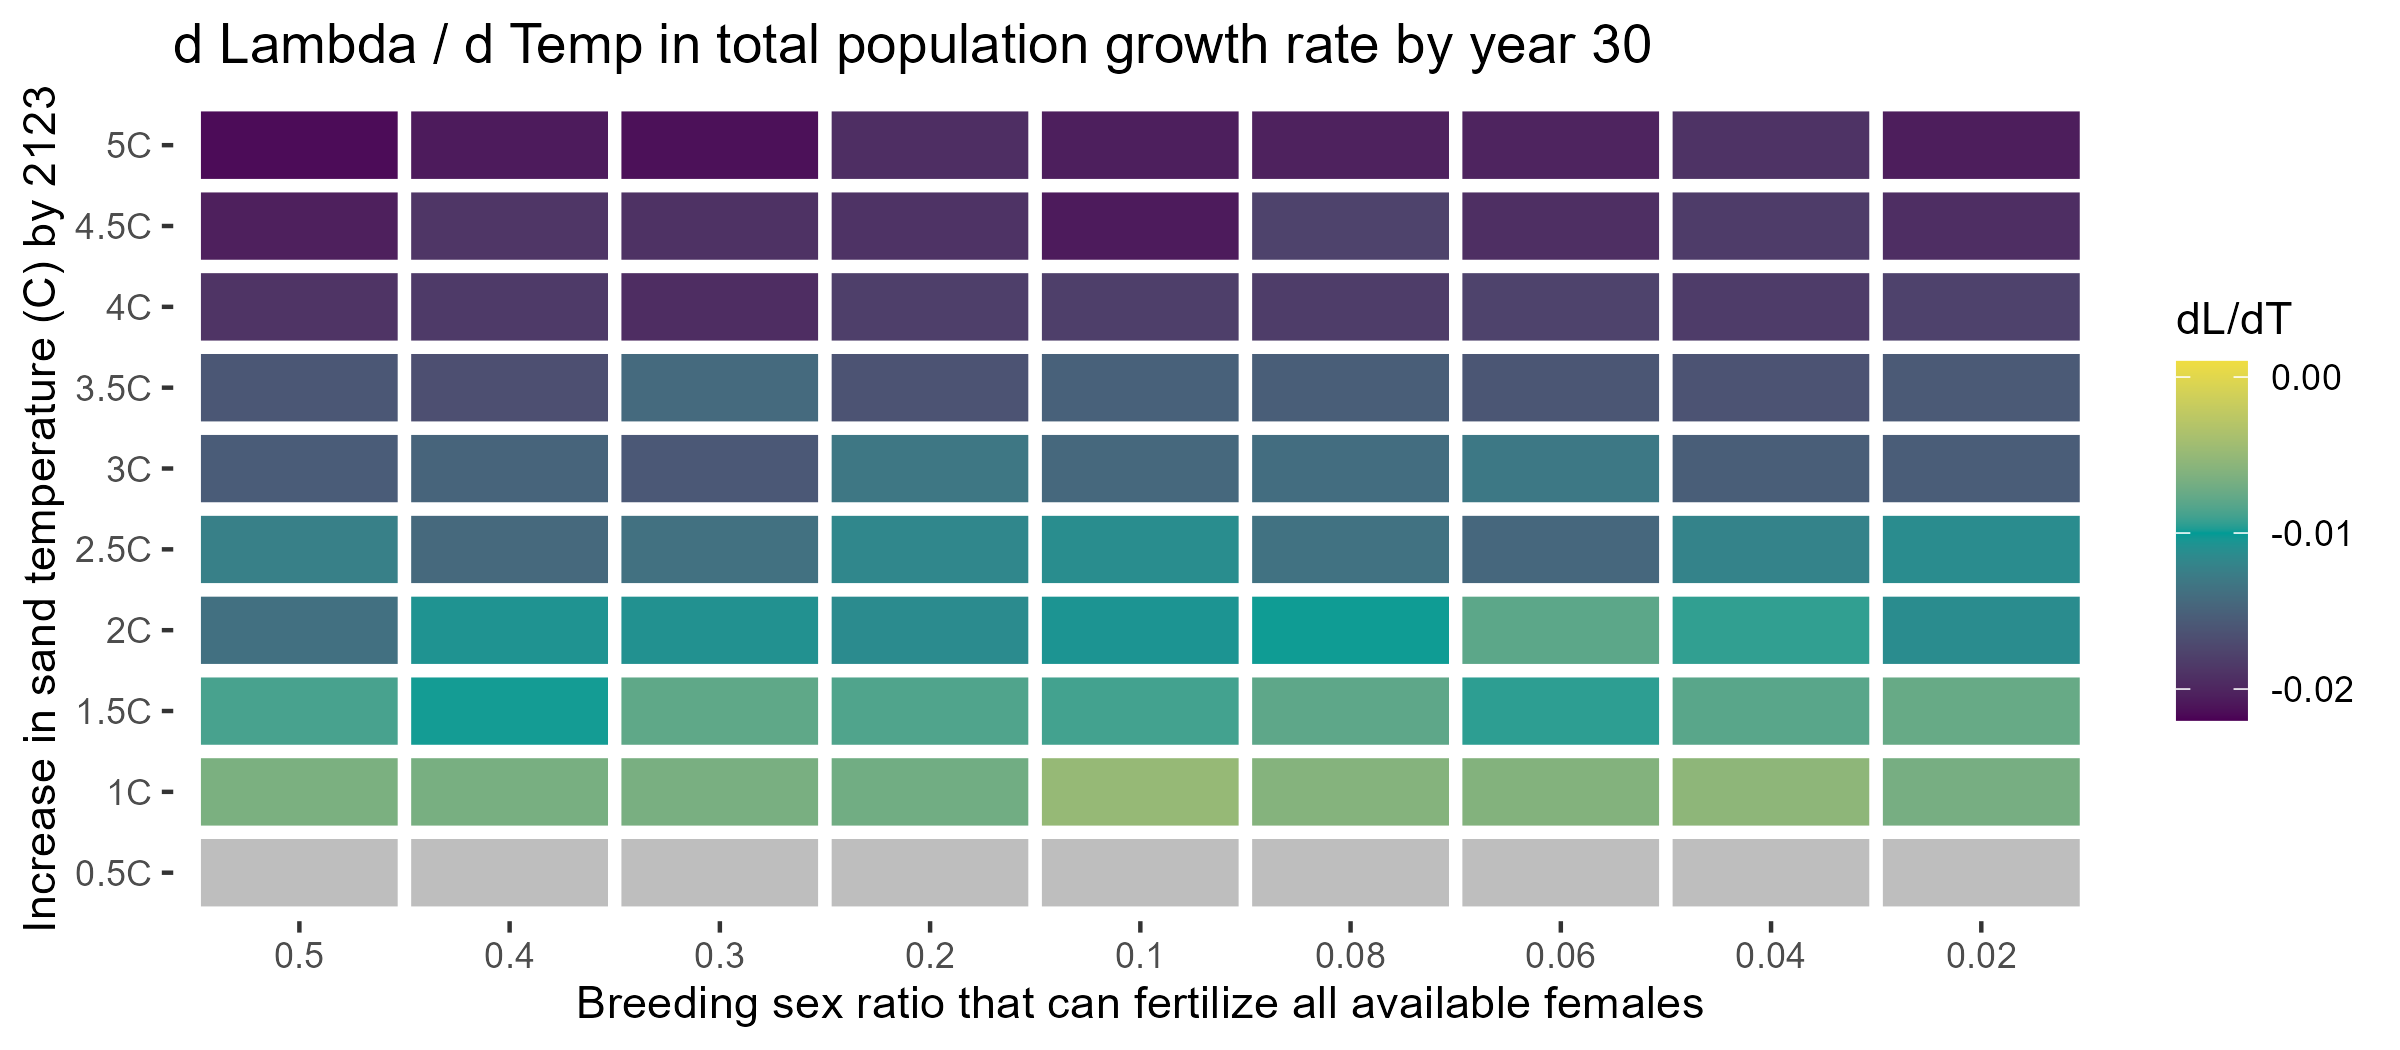 d Lambda / d Temp in total population growth rate by year 30
Increase in sand temperature (C) by 2123
5C
4.5C
4C
3.5C
3C
2.5C
2C
1.5C
1C
0.5C
0.5 0.4 0.3 0.2 0.1 0.08 0.06 0.04 0.02
Breeding sex ratio that can fertilize all available females
dL/dT
0.00
-0.01
-0.02